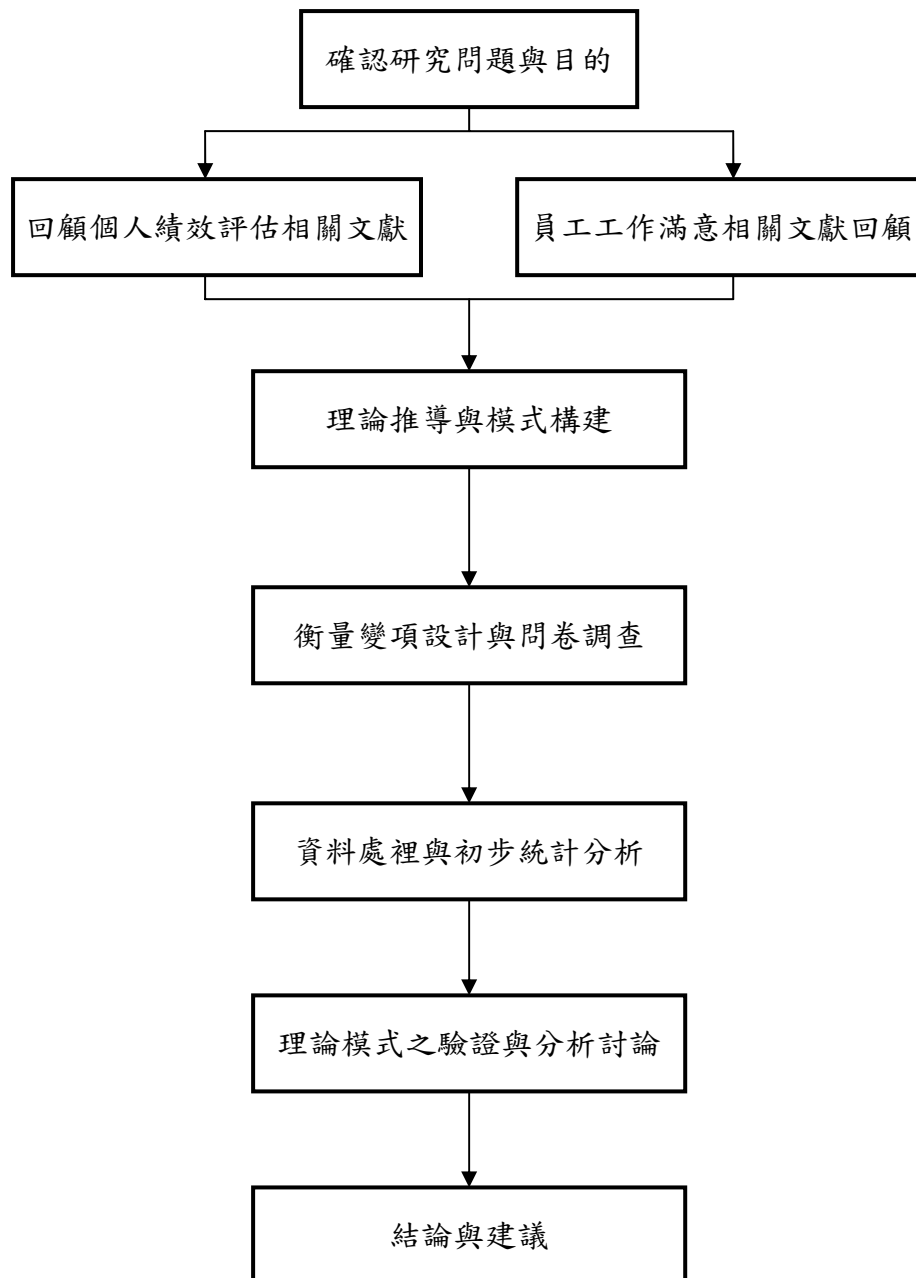 確認研究問題與目的
回顧個人績效評估相關文獻
員工工作滿意相關文獻回顧
理論推導與模式構建
衡量變項設計與問卷調查
資料處裡與初步統計分析
理論模式之驗證與分析討論
結論與建議